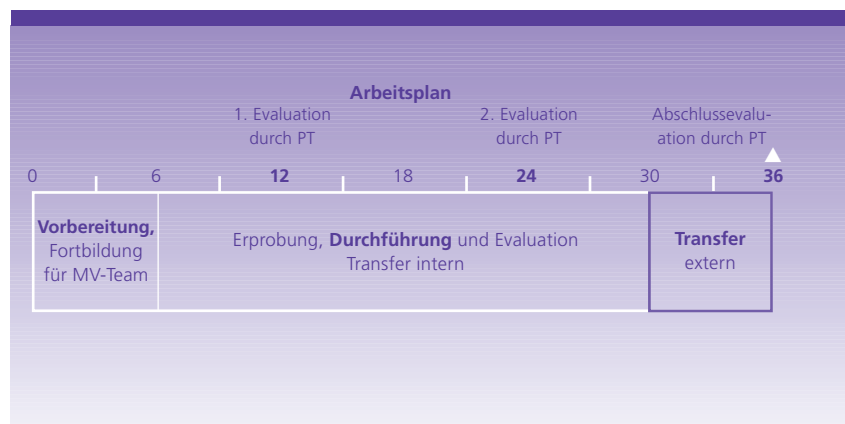 Arbeitsplan
1. Evaluation
durch PT
2. Evaluation
durch PT
Abschlussevalu-
ation durch PT
0 6 12 18 24 30 36
Vorbereitung,
Fortbildung
für MV-Team
Erprobung, Durchführung und Evaluation
Transfer intern
Transfer
extern